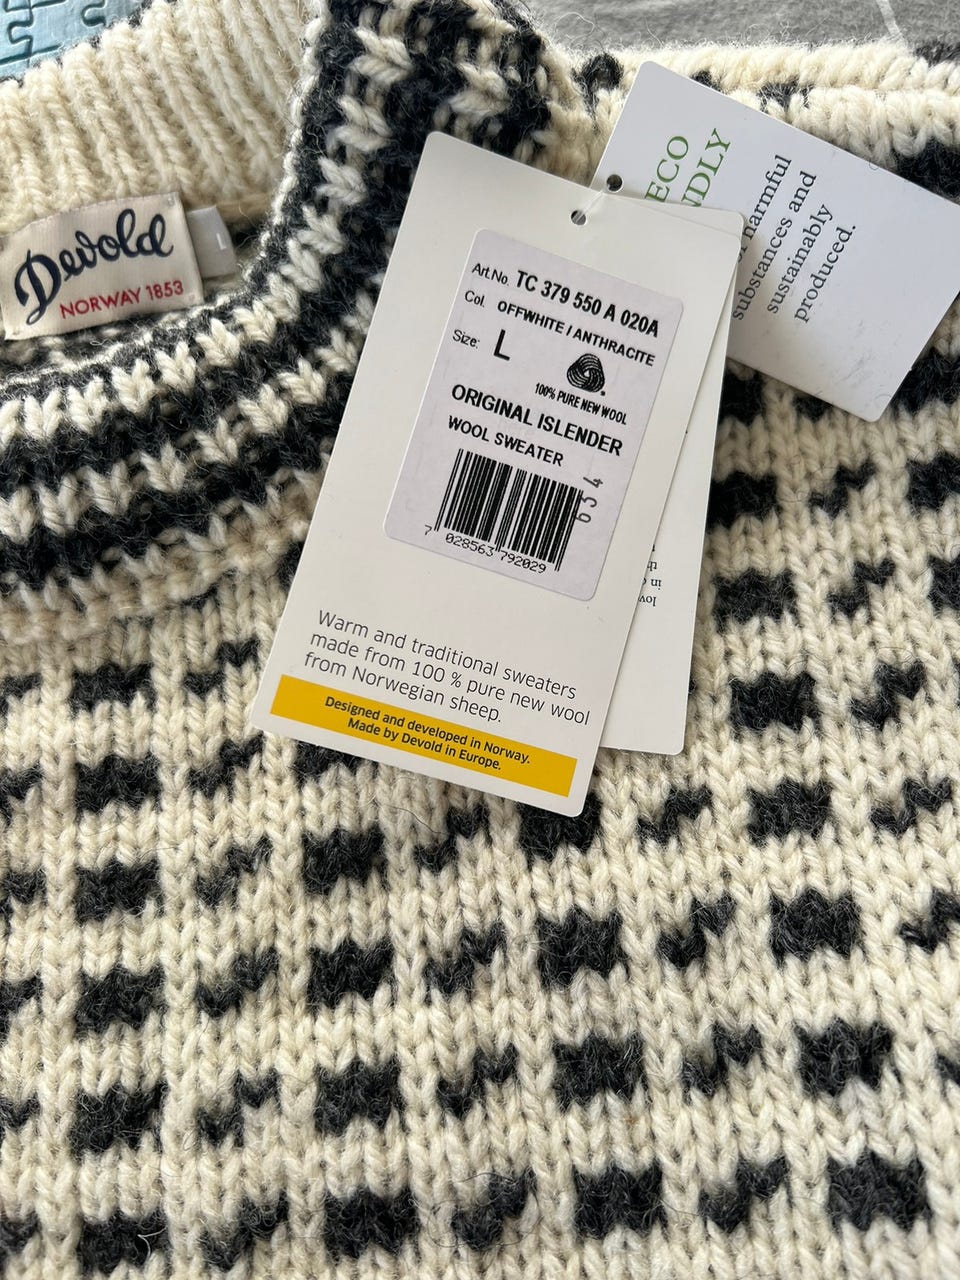 Devold
NORWAY 1853
L
Art.No. TC 379 550 A 020A
Col. OFFWHITE / ANTHRACITE
Size: L
100% PURE NEW WOOL
ORIGINAL ISLENDER
WOOL SWEATER
634
7 028563 792029
Warm and traditional sweaters
made from 100 % pure new wool
from Norwegian sheep.
Designed and developed in Norway.
Made by Devold in Europe.
ECO
harmful
substances and
sustainably
produced.
in